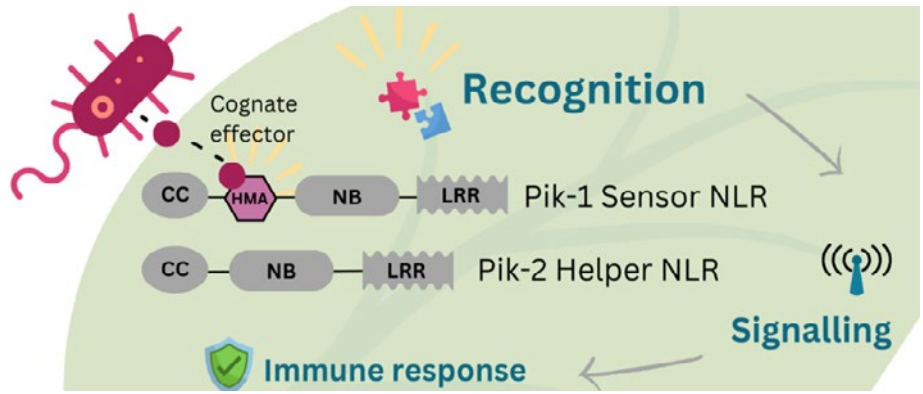 Cognate
effector
Recognition
CC HMA NB LRR Pik-1 Sensor NLR
CC NB LRR Pik-2 Helper NLR
Signalling
Immune response